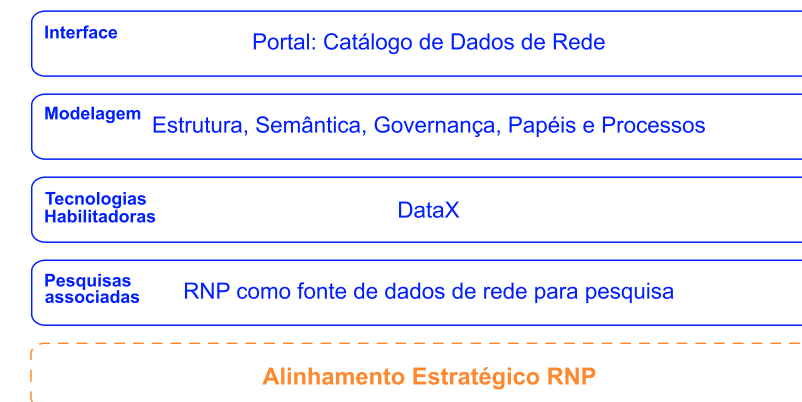 Interface
Portal: Catálogo de Dados de Rede
Modelagem
Estrutura, Semântica, Governança, Papéis e Processos
Tecnologias
Habilitadoras
DataX
Pesquisas
associadas
RNP como fonte de dados de rede para pesquisa
Alinhamento Estratégico RNP